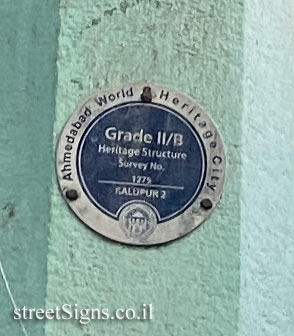 Ahmedabad World Heritage City
Grade II/B
Heritage Structure
Survey No.
1279
KALUPUR 2
streetSigns.co.il